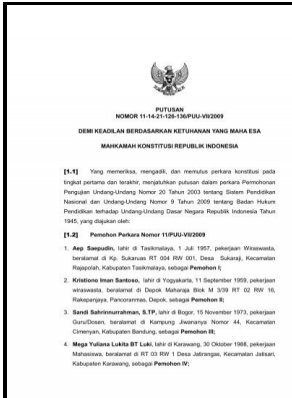 PUTUSAN
NOMOR 11-14-21-126-136/PUU-VII/2009
DEMI KEADILAN BERDASARKAN KETUHANAN YANG MAHA ESA
MAHKAMAH KONSTITUSI REPUBLIK INDONESIA
[1.1] Yang memeriksa, mengadili, dan memutus perkara konstitusi pada
tingkat pertama dan terakhir, menjatuhkan putusan dalam perkara Permohonan
Pengujian Undang-Undang Nomor 20 Tahun 2003 tentang Sistem Pendidikan
Nasional dan Undang-Undang Nomor 9 Tahun 2009 tentang Badan Hukum
Pendidikan terhadap Undang-Undang Dasar Negara Republik Indonesia Tahun
1945, yang diajukan oleh:
[1.2] Pemohon Perkara Nomor 11/PUU-VII/2009
1. Aep Saepudin, lahir di Tasikmalaya, 1 Juli 1957, pekerjaan Wiraswasta,
beralamat di Kp. Sukaruas RT 004 RW 001, Desa Sukaraji, Kecamatan
Rajapolah, Kabupaten Tasikmalaya, sebagai Pemohon I;
2. Kristiono Iman Santoso, lahir di Yogyakarta, 11 September 1959, pekerjaan
wiraswasta, beralamat di Depok Maharaja Blok M 3/39 RT 02 RW 16,
Rakapanjaya, Pancoranmas, Depok, sebagai Pemohon II;
3. Sandi Sahrinnurrahman, S.TP, lahir di Bogor, 15 November 1973, pekerjaan
Guru/Dosen, beralamat di Kampung Jiwananya Nomor 44, Kecamatan
Cimenyan, Kabupaten Bandung, sebagai Pemohon III;
4. Mega Yuliana Lukita BT Luki, lahir di Karawang, 30 Oktober 1988, pekerjaan
Mahasiswa, beralamat di RT 03 RW 1 Desa Jatirangas, Kecamatan Jatisari,
Kabupaten Karawang, sebagai Pemohon IV;